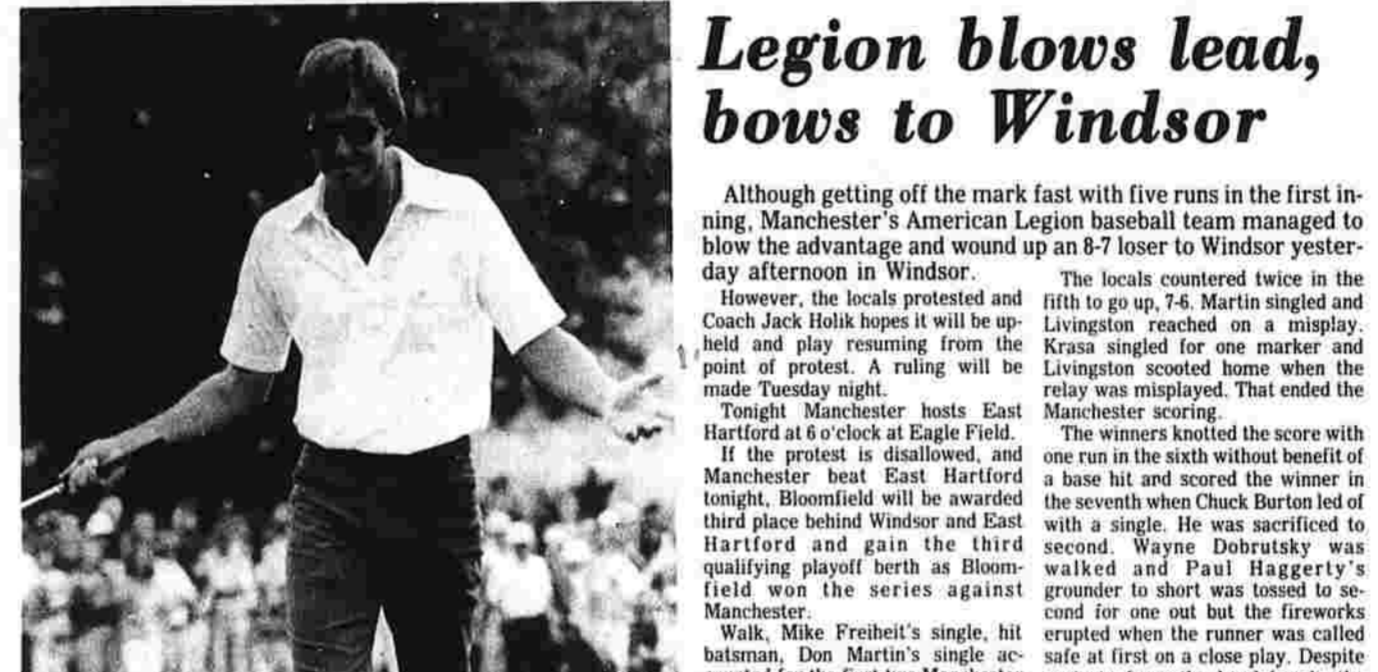 Legion blows lead,
bows to Windsor
Although getting off the mark fast with five runs in the first in-
ning, Manchester's American Legion baseball team managed to
blow the advantage and wound up an 8-7 loser to Windsor yester-
day afternoon in Windsor.
However, the locals protested and
Coach Jack Holik hopes it will be up-
held and play resuming from the
point of protest. A ruling will be
made Tuesday night.
Tonight Manchester hosts East
Hartford at 6 o'clock at Eagle Field.
If the protest is disallowed, and
Manchester beat East Hartford
tonight, Bloomfield will be awarded
third place behind Windsor and East
Hartford and gain the third
qualifying playoff berth as Bloom-
field won the series against
Manchester.
Walk, Mike Freiheit's single, hit
batsman, Don Martin's single ac-
The locals countered twice in the
fifth to go up, 7-6. Martin singled and
Livingston reached on a misplay.
Krasa singled for one marker and
Livingston scooted home when the
relay was misplayed. That ended the
Manchester scoring.
The winners knotted the score with
one run in the sixth without benefit of
a base hit and scored the winner in
the seventh when Chuck Burton led of
with a single. He was sacrificed to
second. Wayne Dobrutsky was
walked and Paul Haggerty's
grounder to short was tossed to se-
cond for one out but the fireworks
erupted when the runner was called
safe at first on a close play. Despite